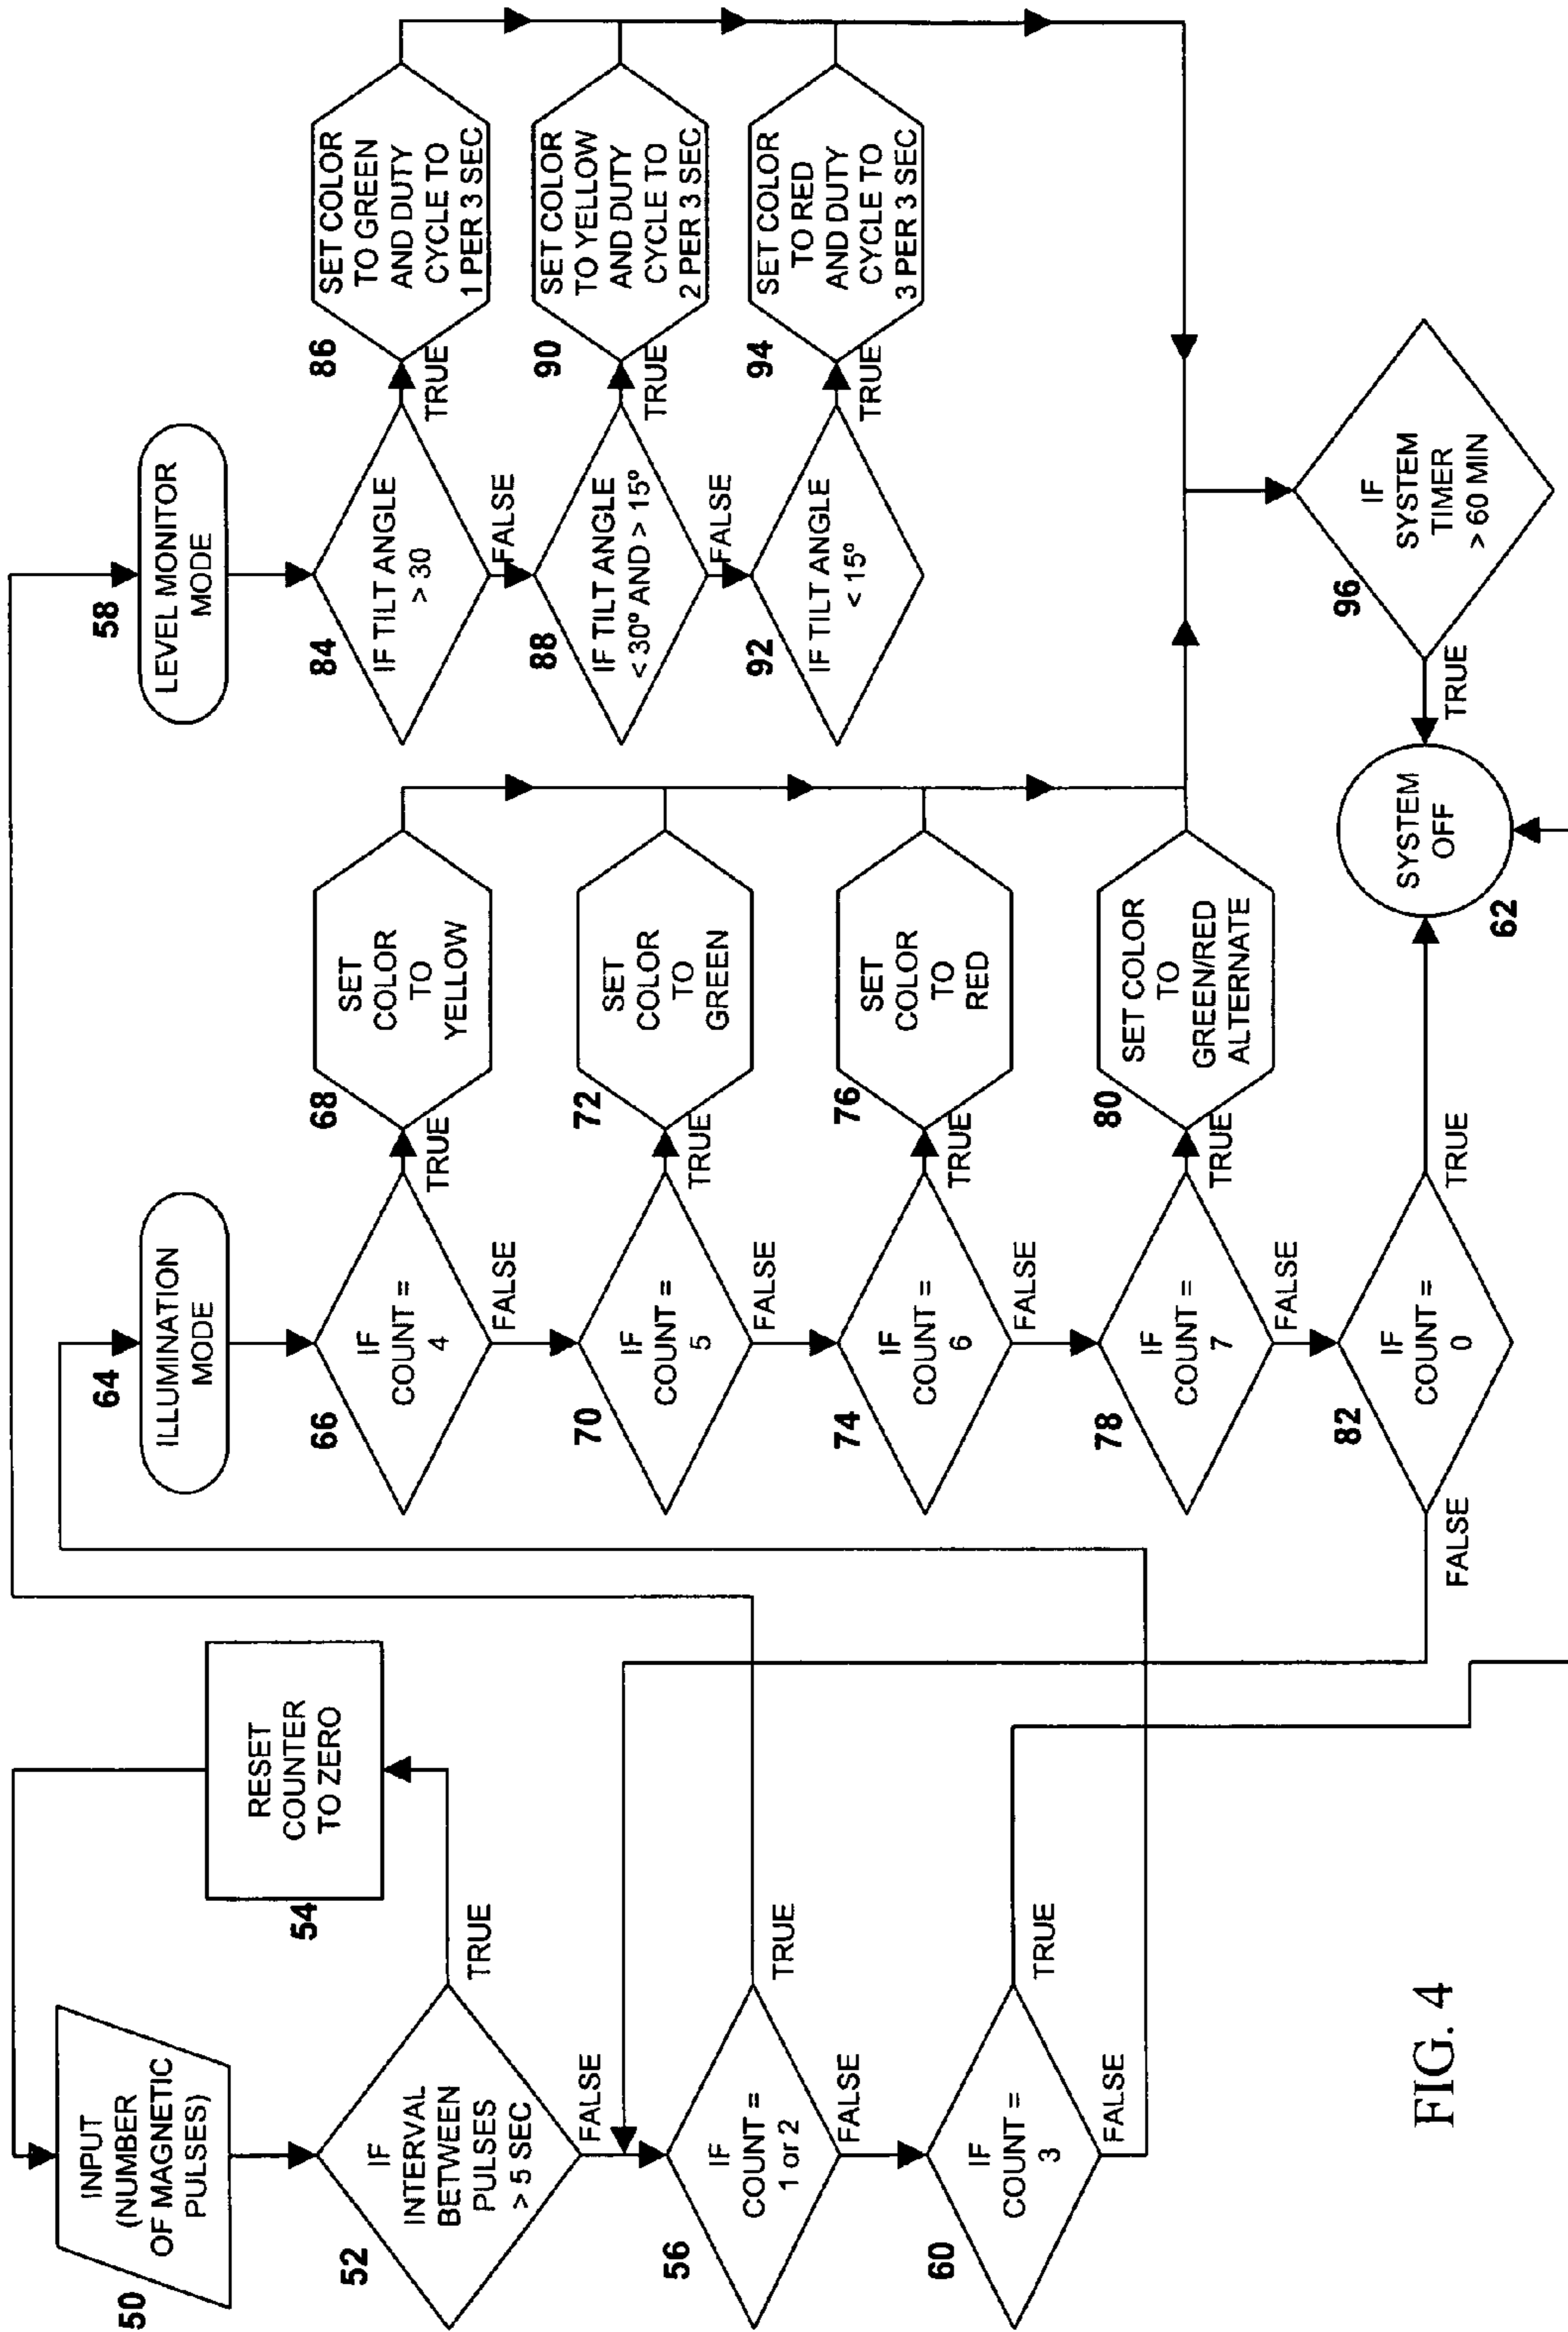 50
INPUT
(NUMBER
OF MAGNETIC
PULSES)
52
IF
INTERVAL
BETWEEN
PULSES
> 5 SEC
TRUE
FALSE
54
RESET
COUNTER
TO ZERO
56
IF
COUNT =
1 or 2
TRUE
FALSE
60
IF
COUNT =
3
TRUE
FALSE
64
ILLUMINATION
MODE
66
IF
COUNT =
4
TRUE
FALSE
68
SET
COLOR
TO
YELLOW
70
IF
COUNT =
5
TRUE
FALSE
72
SET
COLOR
TO
GREEN
74
IF
COUNT =
6
TRUE
FALSE
76
SET
COLOR
TO
RED
78
IF
COUNT =
7
TRUE
FALSE
80
SET COLOR
TO
GREEN/RED
ALTERNATE
82
IF
COUNT =
0
TRUE
FALSE
58
LEVEL MONITOR
MODE
84
IF TILT ANGLE
> 30
TRUE
FALSE
86
SET COLOR
TO GREEN
AND DUTY
CYCLE TO
1 PER 3 SEC
88
IF TILT ANGLE
< 30º AND > 15º
TRUE
FALSE
90
SET COLOR
TO YELLOW
AND DUTY
CYCLE TO
2 PER 3 SEC
92
IF TILT ANGLE
< 15º
TRUE
94
SET COLOR
TO RED
AND DUTY
CYCLE TO
3 PER 3 SEC
96
IF
SYSTEM
TIMER
> 60 MIN
TRUE
62
SYSTEM
OFF
FIG. 4